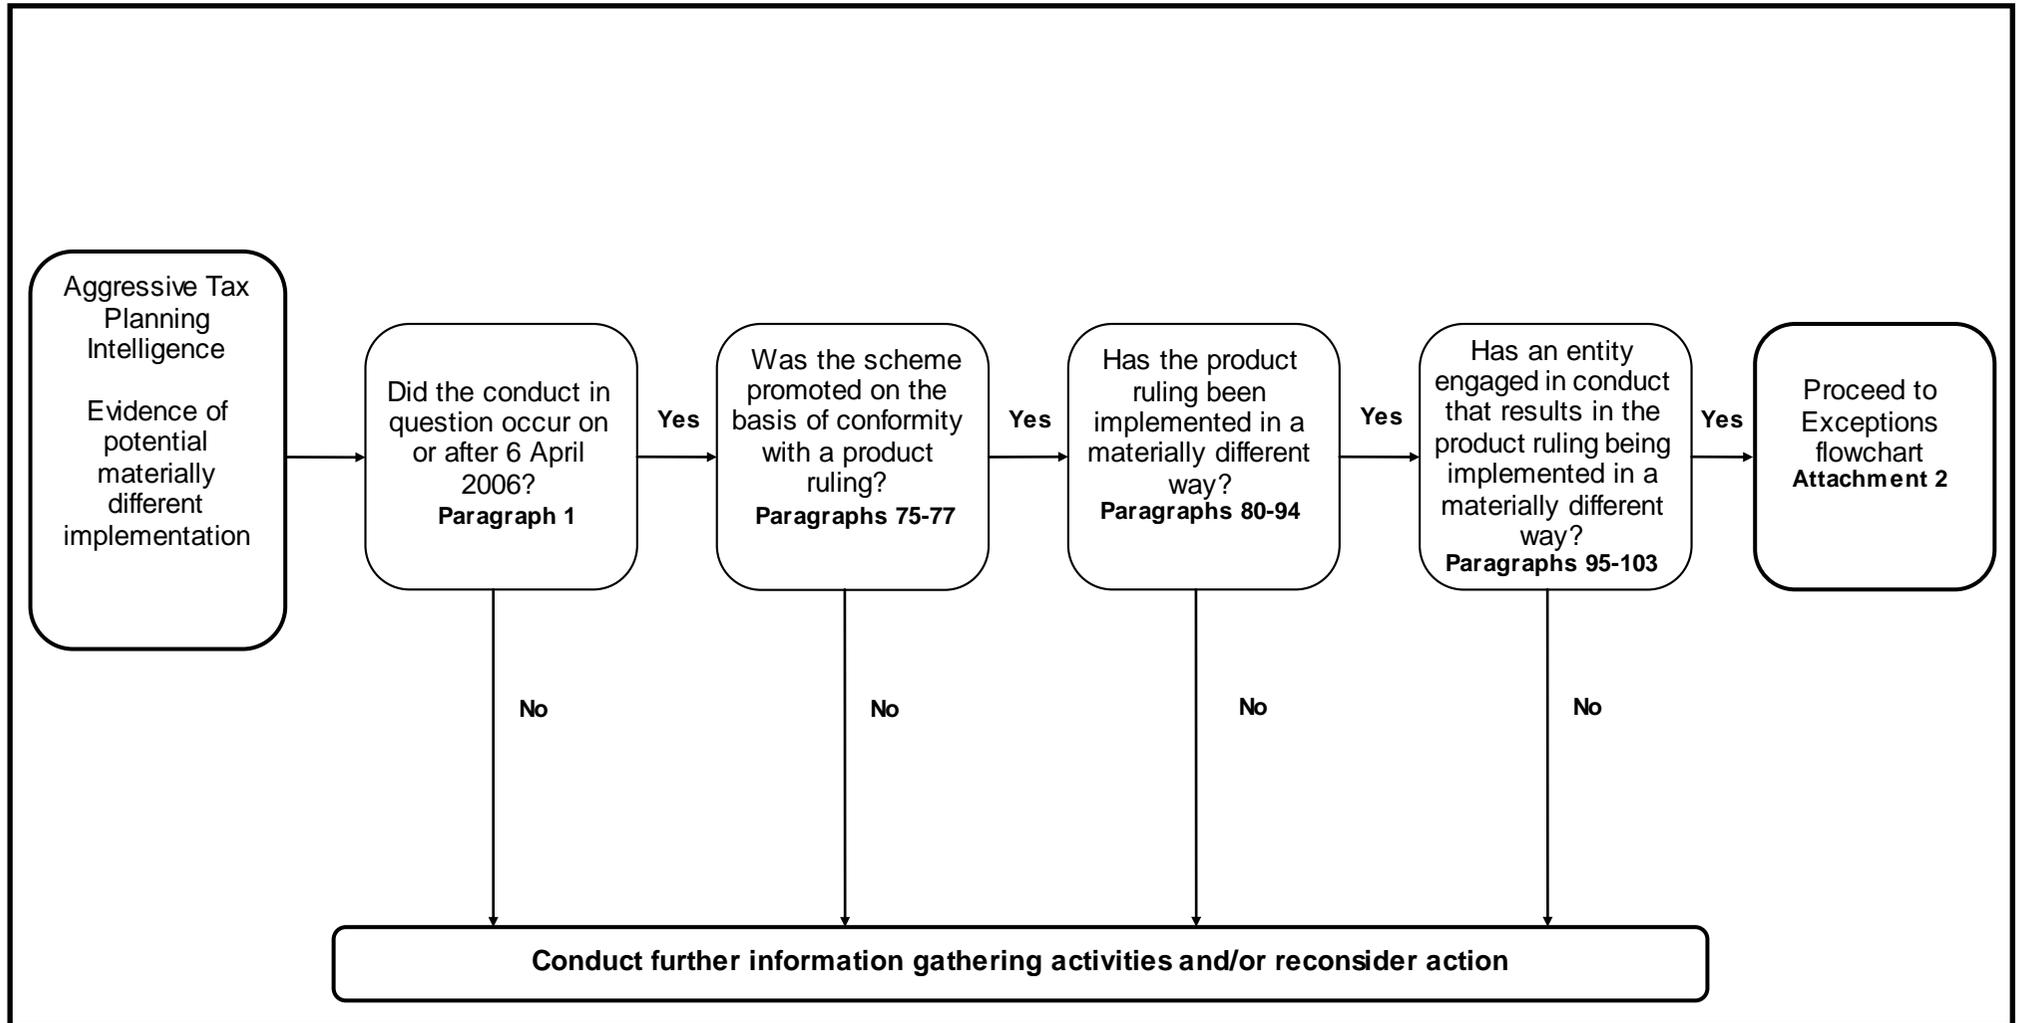 Aggressive Tax
Planning
Intelligence
Evidence of
potential
materially
different
implementation
Did the conduct in
question occur on
or after 6 April
2006?
Paragraph 1
Yes
Was the scheme
promoted on the
basis of conformity
with a product
ruling?
Paragraphs 75-77
Yes
Has the product
ruling been
implemented in a
materially different
way?
Paragraphs 80-94
Yes
Has an entity
engaged in conduct
that results in the
product ruling being
implemented in a
materially different
way?
Paragraphs 95-103
Yes
Proceed to
Exceptions
flowchart
Attachment 2
No
No
No
No
Conduct further information gathering activities and/or reconsider action